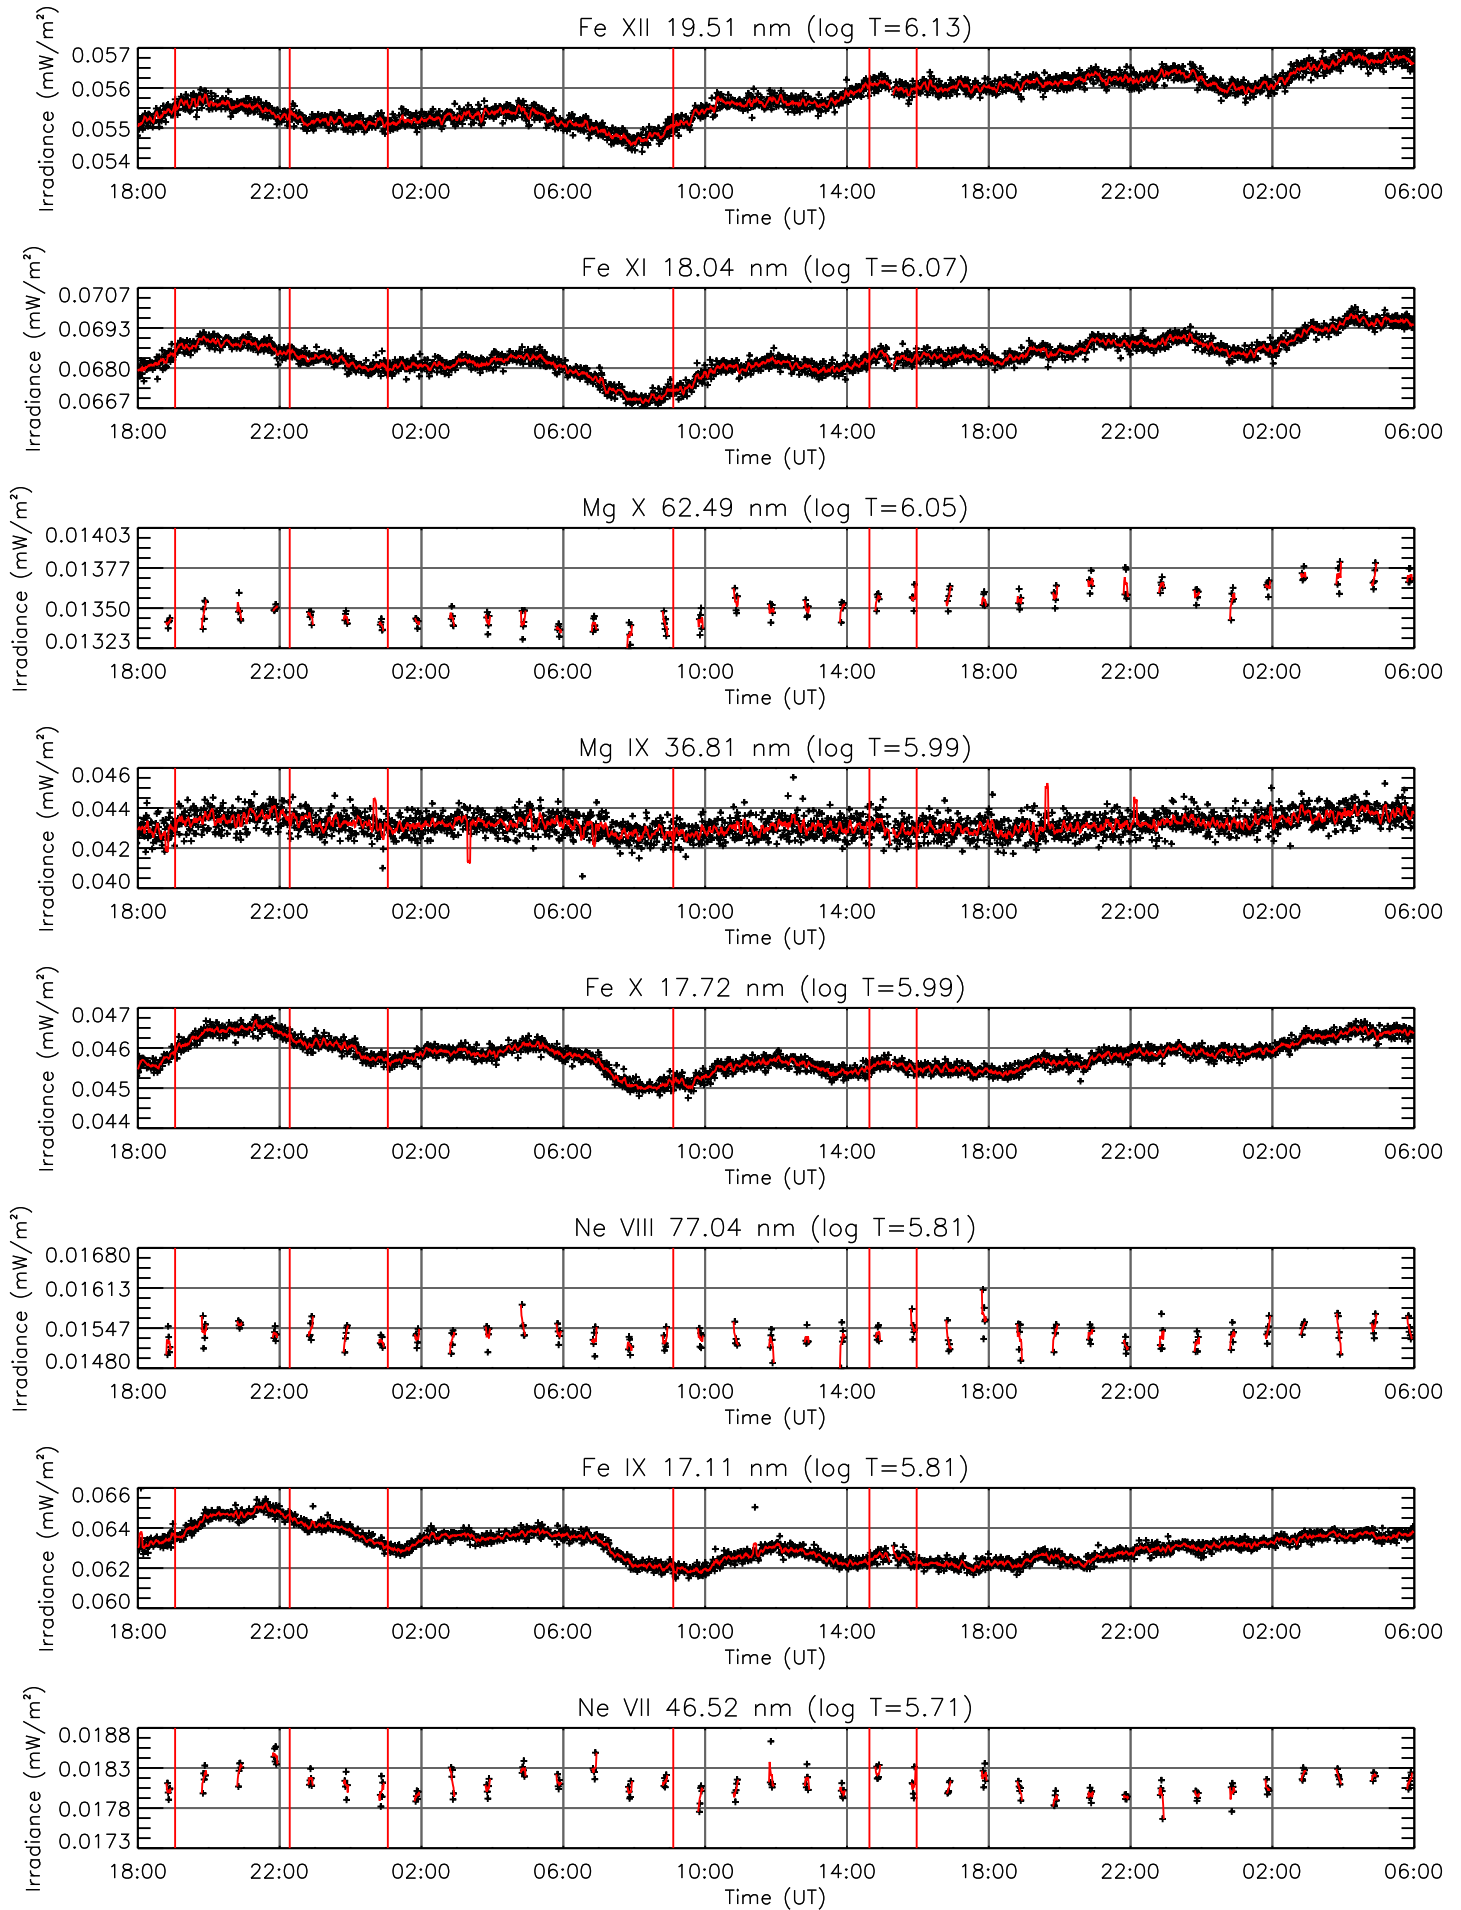 Fe XII 19.51 nm (log T=6.13)
Irradiance (mW/m²)
0.057
0.056
0.055
0.054
18:00 22:00 02:00 06:00 10:00 14:00 18:00 22:00 02:00 06:00
Time (UT)
Fe XI 18.04 nm (log T=6.07)
Irradiance (mW/m²)
0.0707
0.0693
0.0680
0.0667
18:00 22:00 02:00 06:00 10:00 14:00 18:00 22:00 02:00 06:00
Time (UT)
Mg X 62.49 nm (log T=6.05)
Irradiance (mW/m²)
0.01403
0.01377
0.01350
0.01323
18:00 22:00 02:00 06:00 10:00 14:00 18:00 22:00 02:00 06:00
Time (UT)
Mg IX 36.81 nm (log T=5.99)
Irradiance (mW/m²)
0.046
0.044
0.042
0.040
18:00 22:00 02:00 06:00 10:00 14:00 18:00 22:00 02:00 06:00
Time (UT)
Fe X 17.72 nm (log T=5.99)
Irradiance (mW/m²)
0.047
0.046
0.045
0.044
18:00 22:00 02:00 06:00 10:00 14:00 18:00 22:00 02:00 06:00
Time (UT)
Ne VIII 77.04 nm (log T=5.81)
Irradiance (mW/m²)
0.01680
0.01613
0.01547
0.01480
18:00 22:00 02:00 06:00 10:00 14:00 18:00 22:00 02:00 06:00
Time (UT)
Fe IX 17.11 nm (log T=5.81)
Irradiance (mW/m²)
0.066
0.064
0.062
0.060
18:00 22:00 02:00 06:00 10:00 14:00 18:00 22:00 02:00 06:00
Time (UT)
Ne VII 46.52 nm (log T=5.71)
Irradiance (mW/m²)
0.0188
0.0183
0.0178
0.0173
18:00 22:00 02:00 06:00 10:00 14:00 18:00 22:00 02:00 06:00
Time (UT)